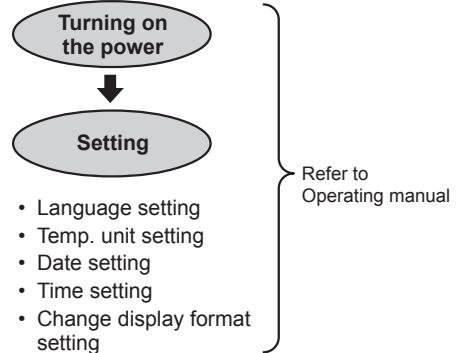 Turning on
the power
Setting
• Language setting
• Temp. unit setting
• Date setting
• Time setting
• Change display format
setting
Refer to
Operating manual